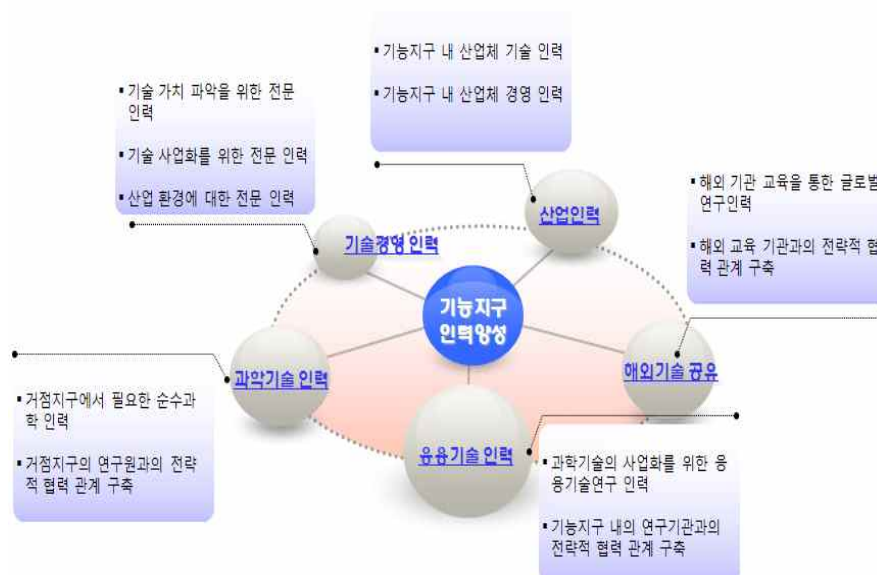 ▪ 기능지구 내 산업체 기술 인력
▪ 기능지구 내 산업체 경영 인력
▪ 기술 가치 파악을 위한 전문
인력
▪ 기술 사업화를 위한 전문 인력
▪ 산업 환경에 대한 전문 인력
▪ 해외 기관 교육을 통한 글로벌
연구인력
▪ 해외 교육 기관과의 전략적 협
력 관계 구축
산업인력
기술경영 인력
기능지구
인력양성
과학기술 인력
해외기술 공유
응용기술 인력
▪ 거점지구에서 필요한 순수과
학 인력
▪ 거점지구의 연구원과의 전략
적 협력 관계 구축
▪ 과학기술의 사업화를 위한 응
용기술연구 인력
▪ 기능지구 내의 연구기관과의
전략적 협력 관계 구축